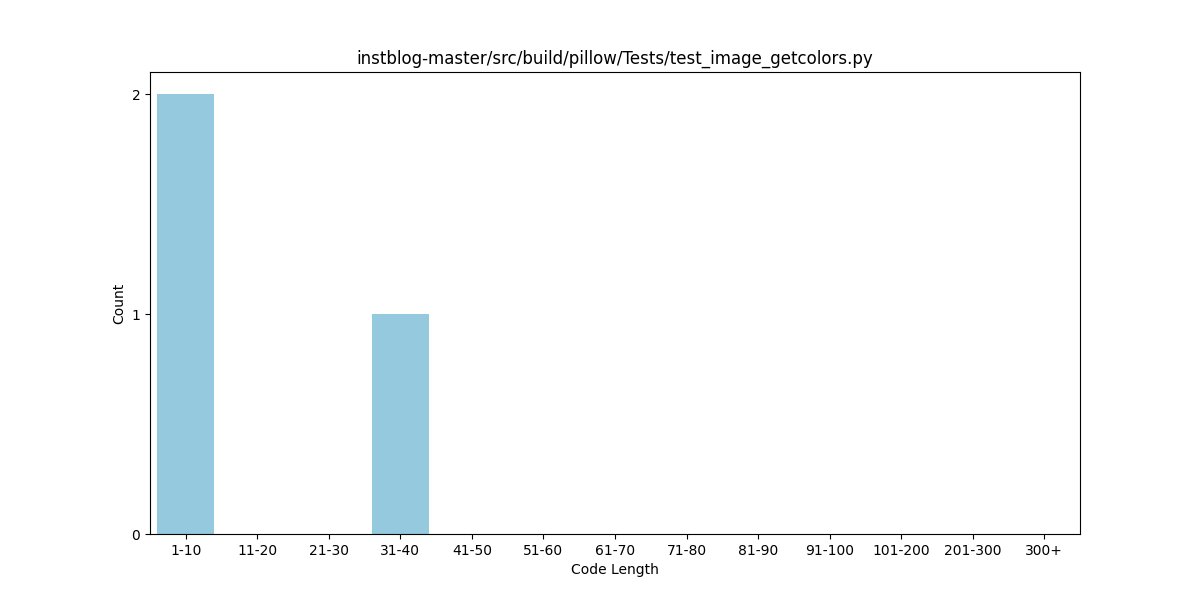 instblog-master/src/build/pillow/Tests/test_image_getcolors.py
2
1
0
Count
1-10 11-20 21-30 31-40 41-50 51-60 61-70 71-80 81-90 91-100 101-200 201-300 300+
Code Length